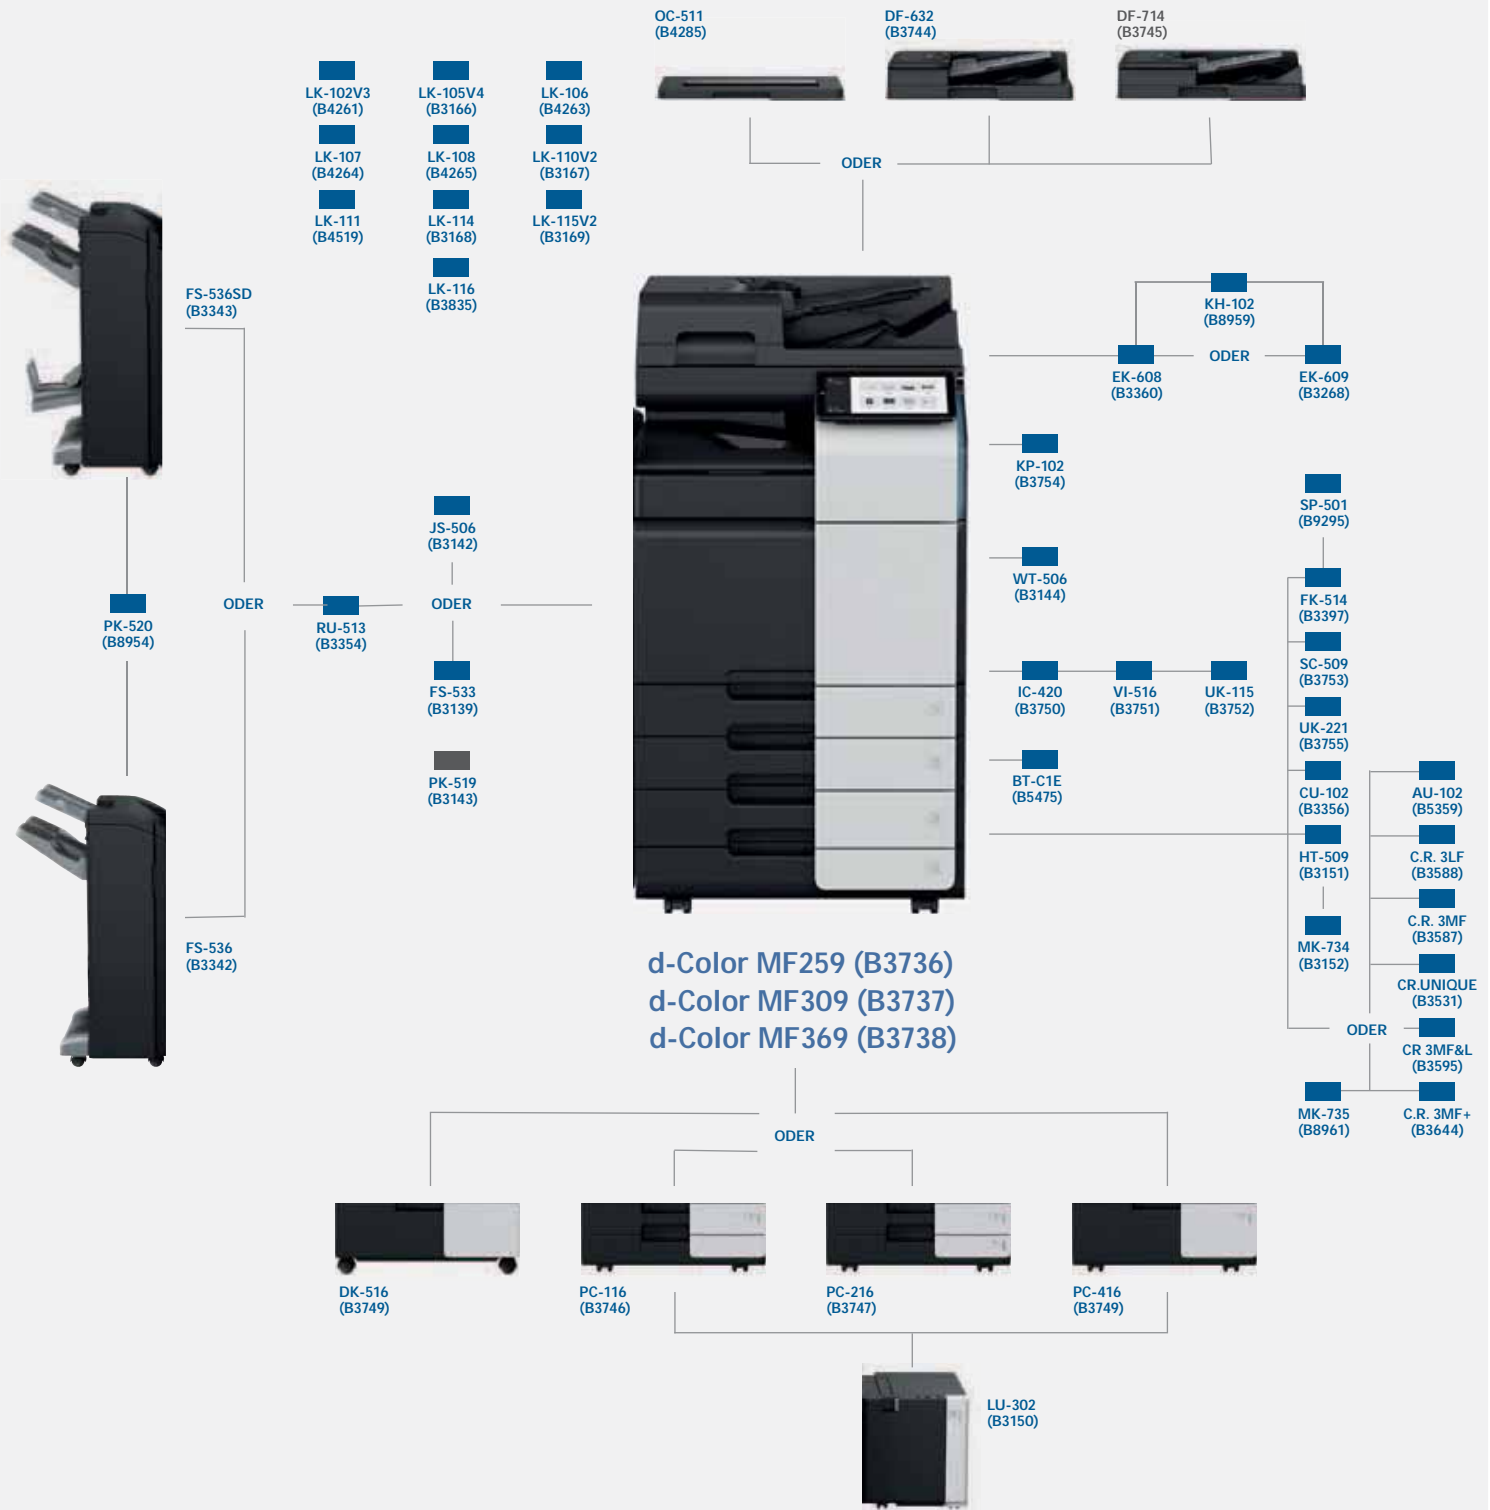 OC-511
(B4285)
DF-632
(B3744)
DF-714
(B3745)
LK-102V3
(B4261)
LK-105V4
(B3166)
LK-106
(B4263)
LK-107
(B4264)
LK-108
(B4265)
LK-110V2
(B3167)
LK-111
(B4519)
LK-114
(B3168)
LK-115V2
(B3169)
LK-116
(B3835)
ODER
FS-536SD
(B3343)
KH-102
(B8959)
EK-608
(B3360)
ODER
EK-609
(B3268)
KP-102
(B3754)
SP-501
(B9295)
JS-506
(B3142)
WT-506
(B3144)
FK-514
(B3397)
PK-520
(B8954)
ODER
RU-513
(B3354)
ODER
SC-509
(B3753)
FS-533
(B3139)
IC-420
(B3750)
VI-516
(B3751)
UK-115
(B3752)
UK-221
(B3755)
PK-519
(B3143)
BT-C1E
(B5475)
CU-102
(B3356)
AU-102
(B5359)
HT-509
(B3151)
C.R. 3LF
(B3588)
C.R. 3MF
(B3587)
FS-536
(B3342)
MK-734
(B3152)
CR.UNIQUE
(B3531)
d-Color MF259 (B3736)
d-Color MF309 (B3737)
d-Color MF369 (B3738)
ODER
CR 3MF&L
(B3595)
MK-735
(B8961)
C.R. 3MF+
(B3644)
ODER
DK-516
(B3749)
PC-116
(B3746)
PC-216
(B3747)
PC-416
(B3749)
LU-302
(B3150)